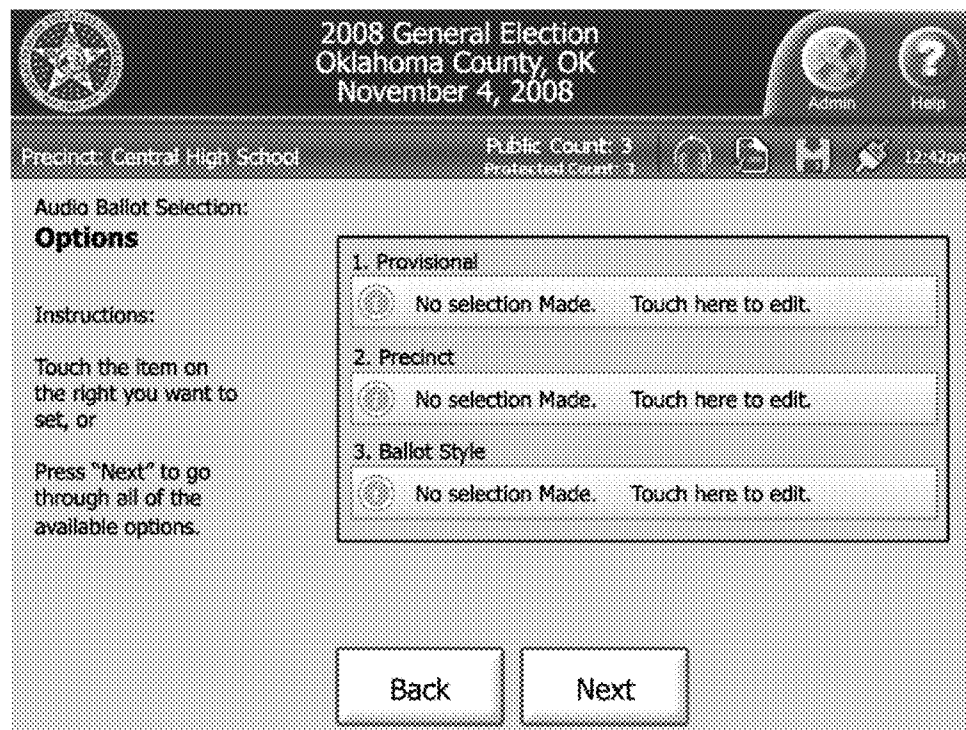 2008 General Election
Oklahoma County, OK
November 4, 2008
Admin
Help
Precinct: Central High School
Public Count: 3
Protected Count: 3
12:42pm
Audio Ballot Selection:
Options
Instructions:
Touch the item on
the right you want to
set, or
Press "Next" to go
through all of the
available options.
1. Provisional
No selection Made. Touch here to edit.
2. Precinct
No selection Made. Touch here to edit.
3. Ballot Style
No selection Made. Touch here to edit.
Back
Next